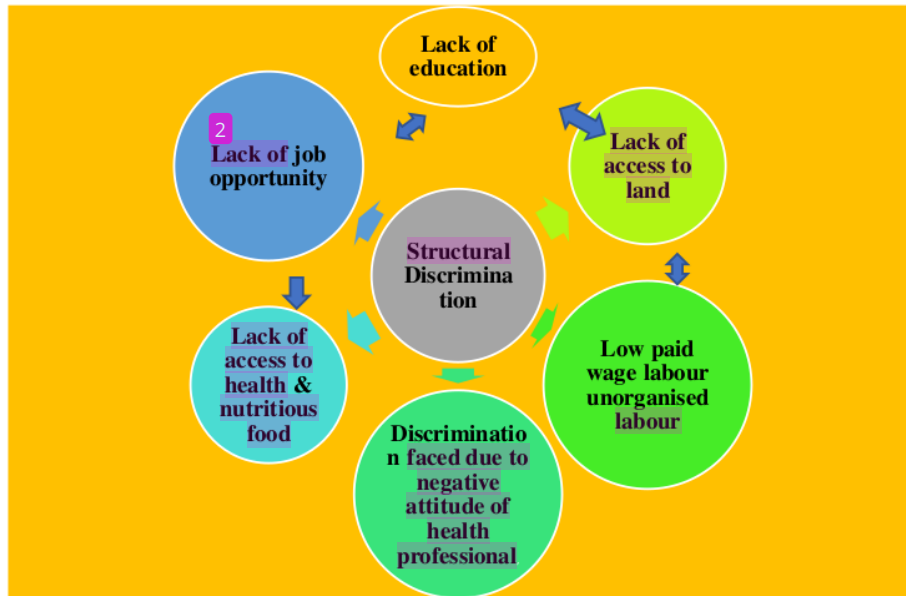 Lack of
education
2
Lack of job
opportunity
Lack of
access to
land
Structural
Discrimina
tion
Lack of
access to
health &
nutritious
food
Low paid
wage labour
unorganised
labour
Discriminatio
n faced due to
negative
attitude of
health
professional